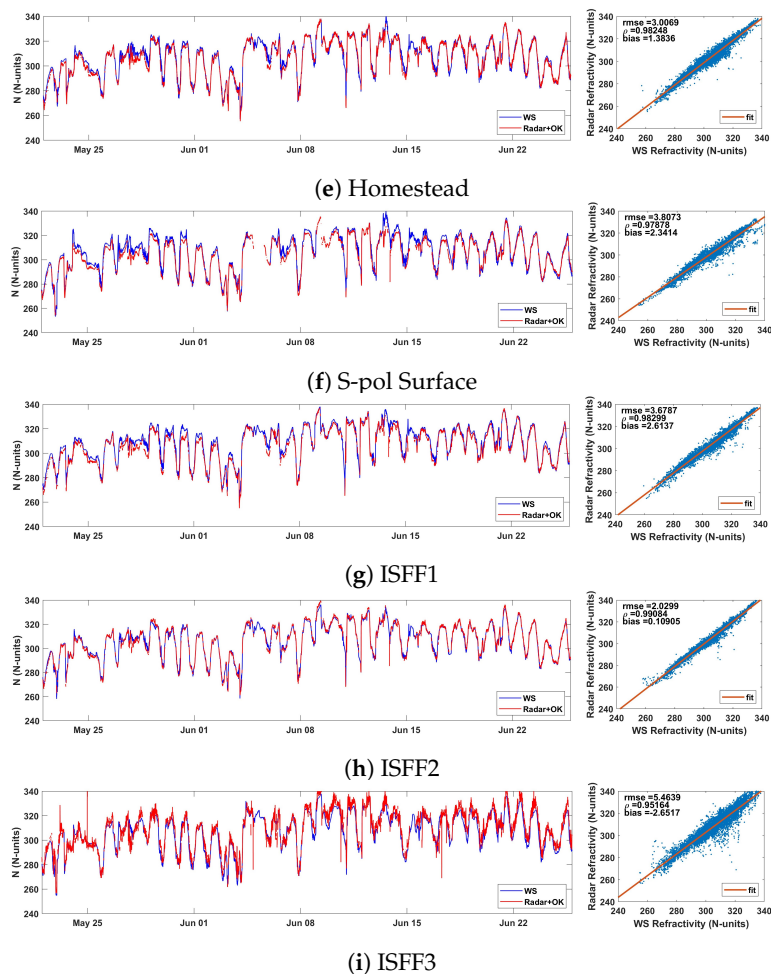 340
320
300
280
260
240
N (N-units)
May 25
Jun 01
Jun 08
Jun 15
Jun 22
WS
Radar+OK
rmse =3.0069
ρ =0.98248
bias =1.3836
340
320
300
280
260
240
Radar Refractivity (N-units)
240 260 280 300 320 340
WS Refractivity (N-units)
fit
(e) Homestead
340
320
300
280
260
240
N (N-units)
May 25
Jun 01
Jun 08
Jun 15
Jun 22
WS
Radar+OK
rmse =3.8073
ρ =0.97878
bias =2.3414
340
320
300
280
260
240
Radar Refractivity (N-units)
240 260 280 300 320 340
WS Refractivity (N-units)
fit
(f) S-pol Surface
340
320
300
280
260
240
N (N-units)
May 25
Jun 01
Jun 08
Jun 15
Jun 22
WS
Radar+OK
rmse =3.6787
ρ =0.98299
bias =2.6137
340
320
300
280
260
240
Radar Refractivity (N-units)
240 260 280 300 320 340
WS Refractivity (N-units)
fit
(g) ISFF1
340
320
300
280
260
240
N (N-units)
May 25
Jun 01
Jun 08
Jun 15
Jun 22
WS
Radar+OK
rmse =2.0299
ρ =0.99084
bias =0.10905
340
320
300
280
260
240
Radar Refractivity (N-units)
240 260 280 300 320 340
WS Refractivity (N-units)
fit
(h) ISFF2
340
320
300
280
260
240
N (N-units)
May 25
Jun 01
Jun 08
Jun 15
Jun 22
WS
Radar+OK
rmse =5.4639
ρ =0.95164
bias =-2.6517
340
320
300
280
260
240
Radar Refractivity (N-units)
240 260 280 300 320 340
WS Refractivity (N-units)
fit
(i) ISFF3